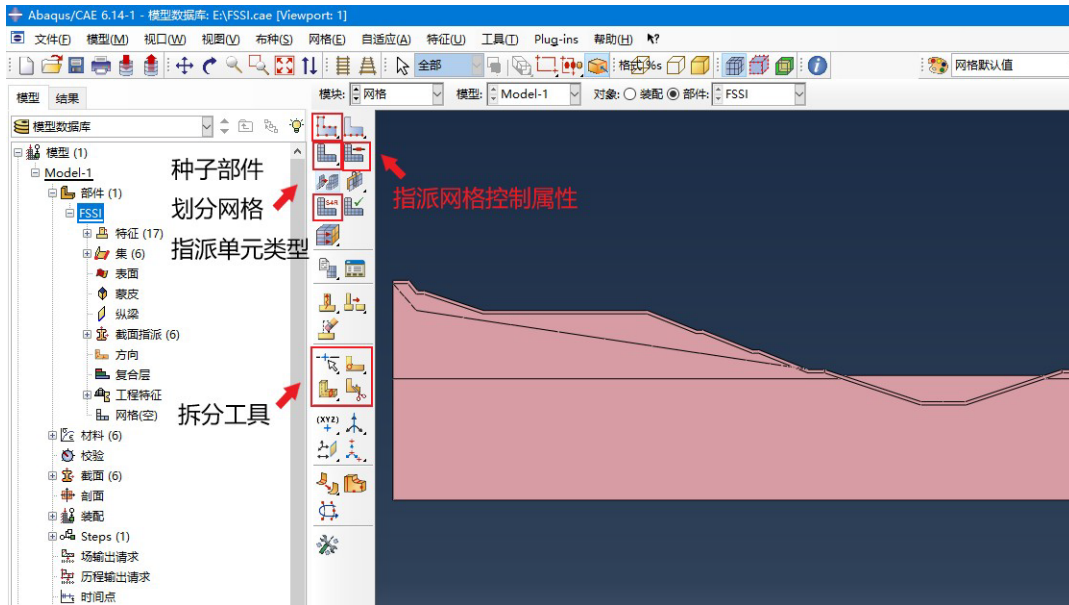 Abaqus/CAE 6.14-1 - 模型数据库: E:\FSSI.cae [Viewport: 1]
文件(F) 模型(M) 视口(W) 视图(V) 布种(S) 网格(E) 自适应(A) 特征(U) 工具(T) Plug-ins 帮助(H)
全部 网格默认值
模型 结果 模块: 网格 模型: Model-1 对象: 装配 部件: FSSI
模型数据库
模型 (1)
Model-1
部件 (1)
FSSI
特征 (17)
集 (6)
表面
蒙皮
纵梁
截面指派 (6)
方向
复合层
工程特征
网格(空)
材料 (6)
校验
截面 (6)
剖面
装配
Steps (1)
场输出请求
历程输出请求
时间点
种子部件
划分网格
指派单元类型
拆分工具
指派网格控制属性
(XYZ)